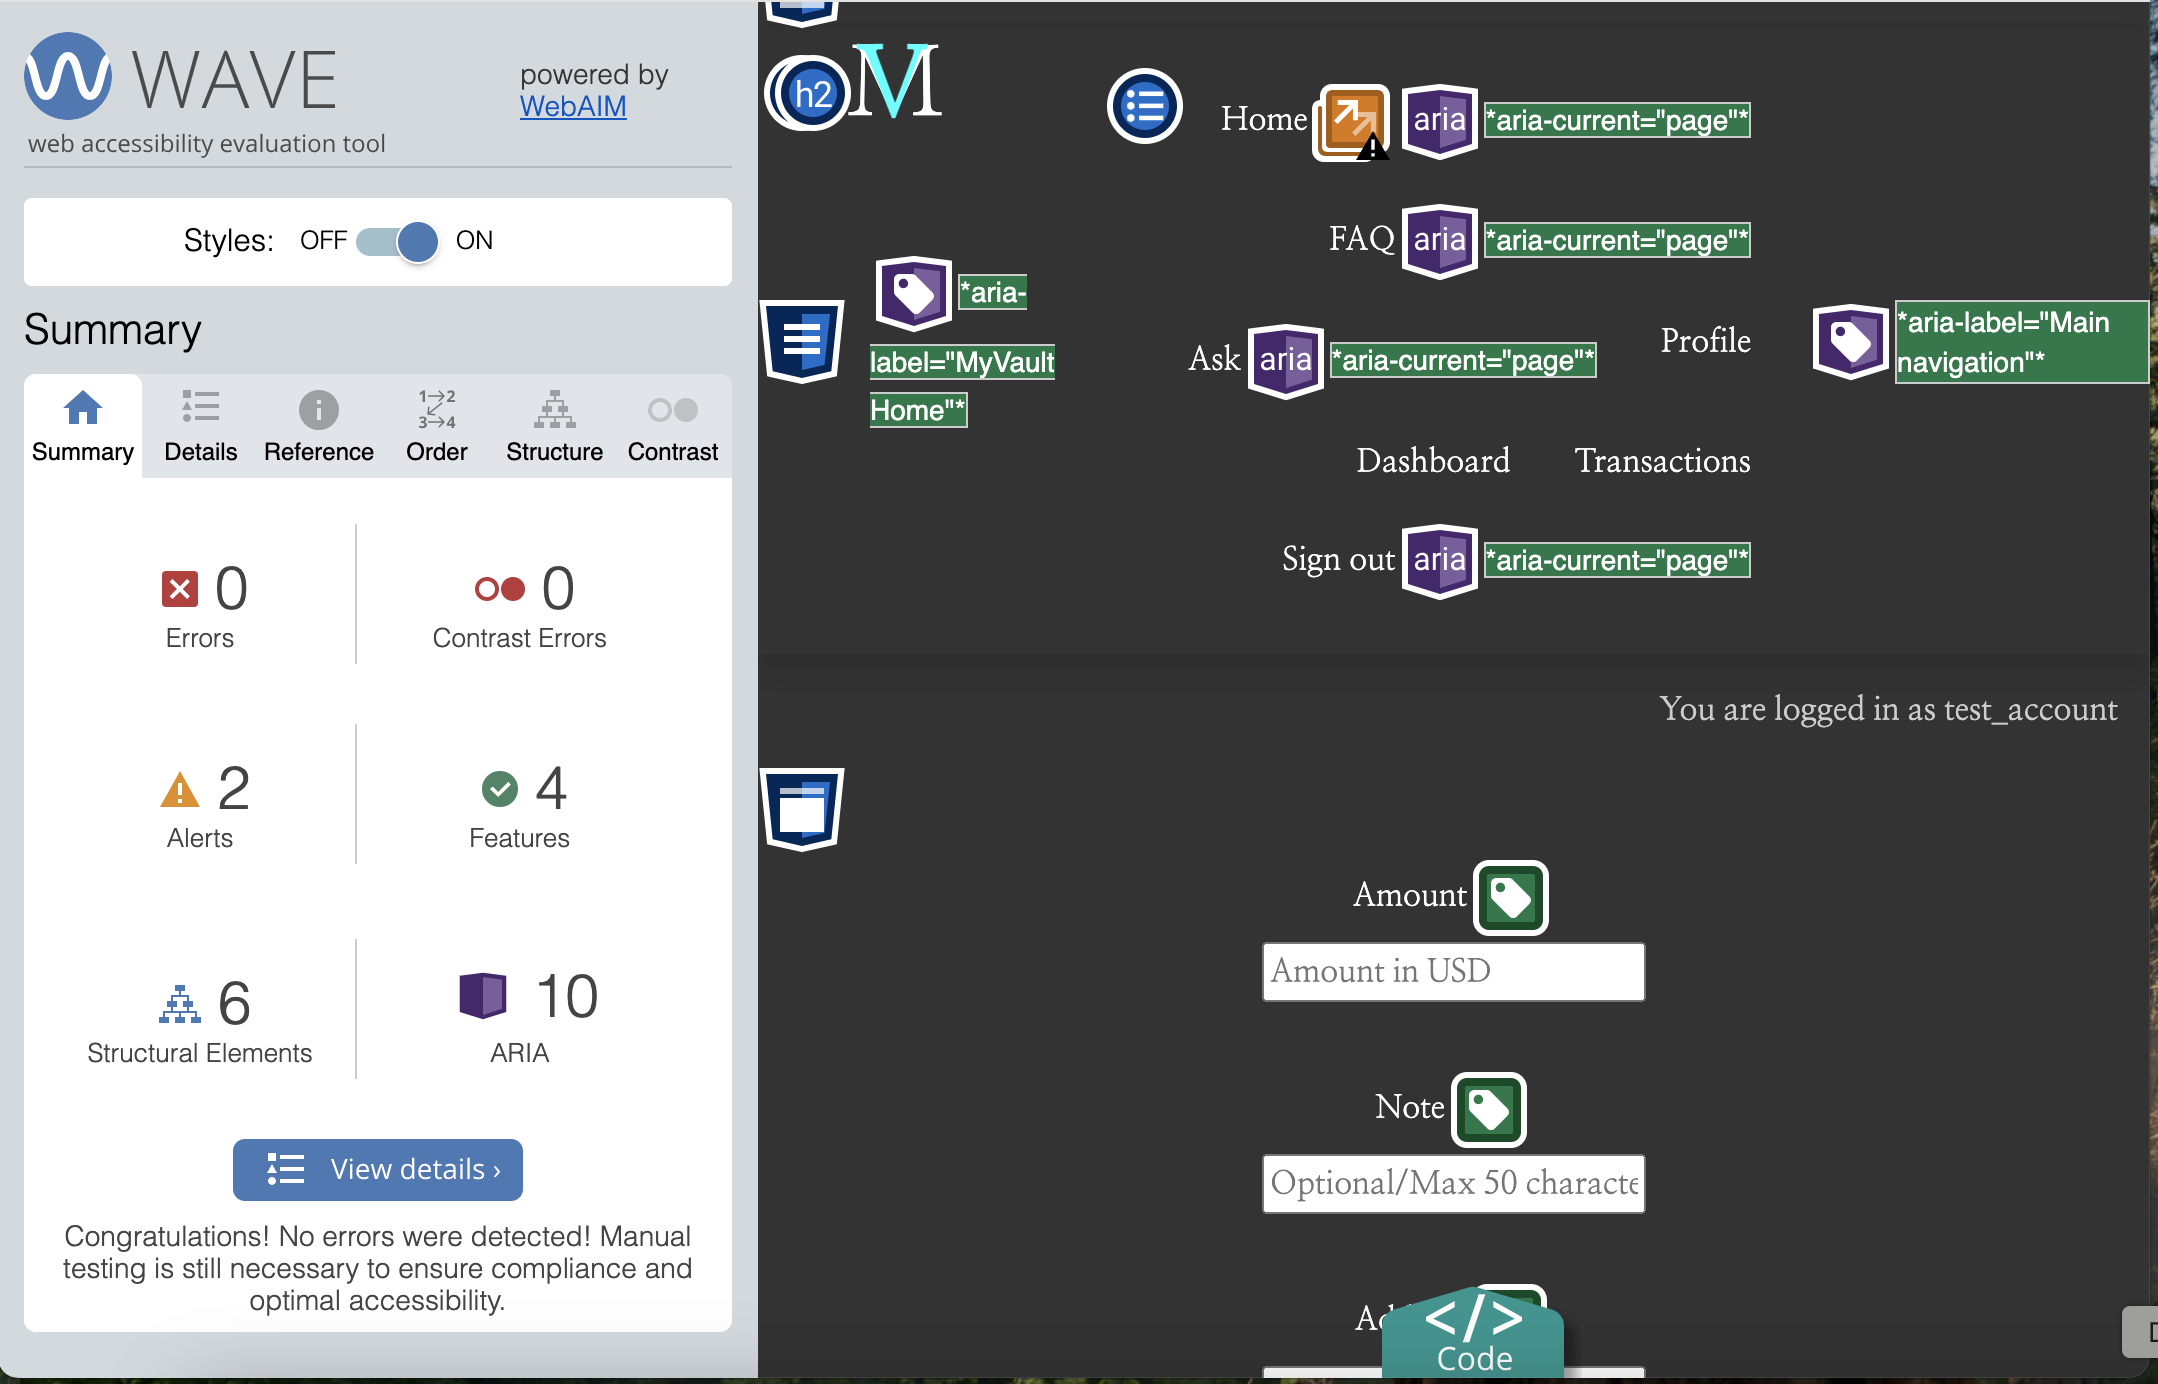 WAVE
powered by
WebAIM
web accessibility evaluation tool
Styles: OFF ON
Summary
Summary
Details
Reference
1→2
3→4
Order
Structure
Contrast
0
Errors
0
Contrast Errors
2
Alerts
4
Features
6
Structural Elements
10
ARIA
View details ›
Congratulations! No errors were detected! Manual
testing is still necessary to ensure compliance and
optimal accessibility.
h2
M
Home aria *aria-current="page"*
FAQ aria *aria-current="page"*
*aria-
label="MyVault
Home"*
Ask aria *aria-current="page"*
Profile
*aria-label="Main
navigation"*
Dashboard Transactions
Sign out aria *aria-current="page"*
You are logged in as test_account
Amount
Amount in USD
Note
Optional/Max 50 characte
</>
Code